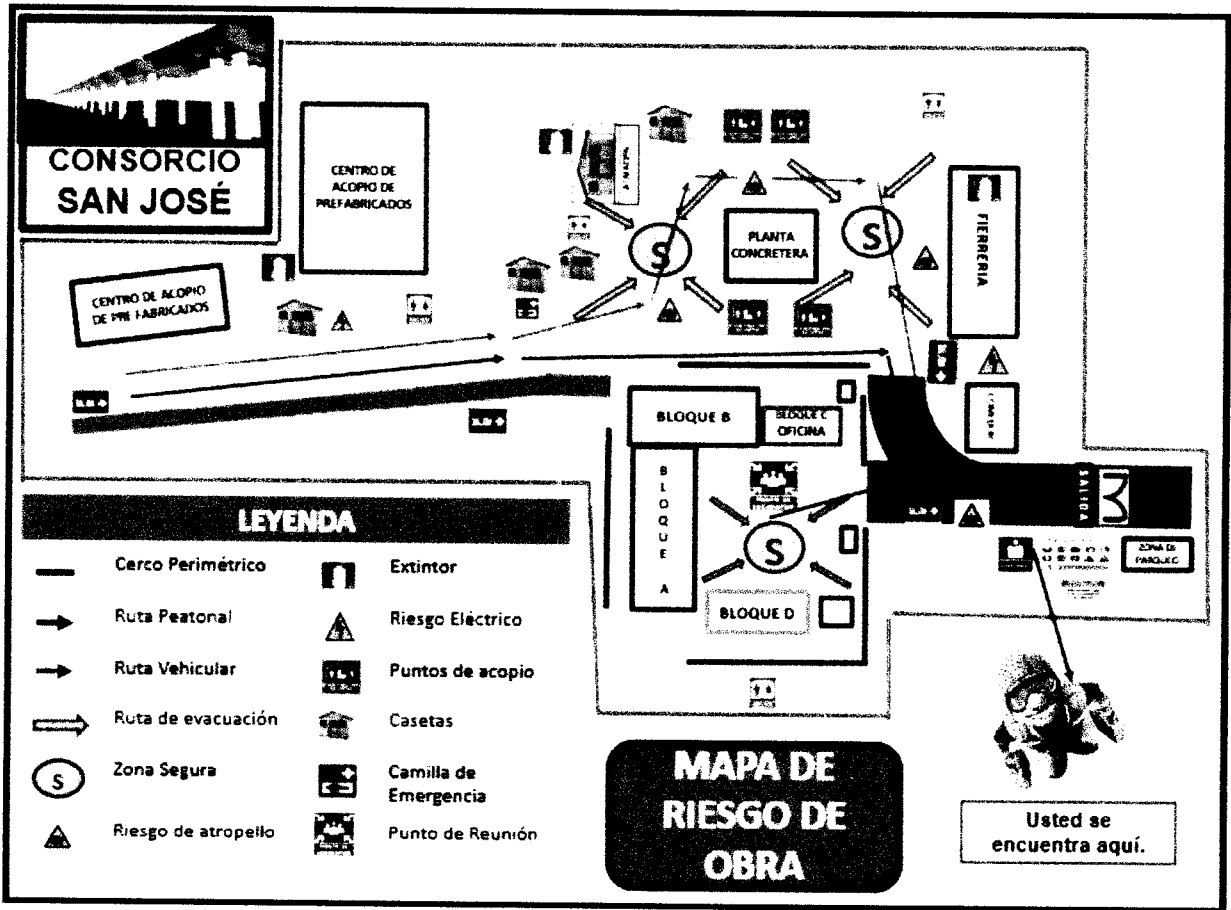 CONSORCIO
SAN JOSÉ
CENTRO DE
ACOPIO DE
PREFABRICADOS
CENTRO DE ACOPIO
DE PRE FABRICADOS
ALMACEN
S
PLANTA
CONCRETERA
S
FIERRERIA
BLOQUE B
BLOQUE C
OFICINA
BLOQUE A
S
BLOQUE D
SALIDA
ZONA DE
PARQUEO
LEYENDA
Cerco Perimétrico
Extintor
Ruta Peatonal
Riesgo Eléctrico
Ruta Vehicular
Puntos de acopio
Ruta de evacuación
Casetas
S
Zona Segura
Camilla de
Emergencia
Riesgo de atropello
Punto de Reunión
MAPA DE
RIESGO DE
OBRA
Usted se
encuentra aquí.